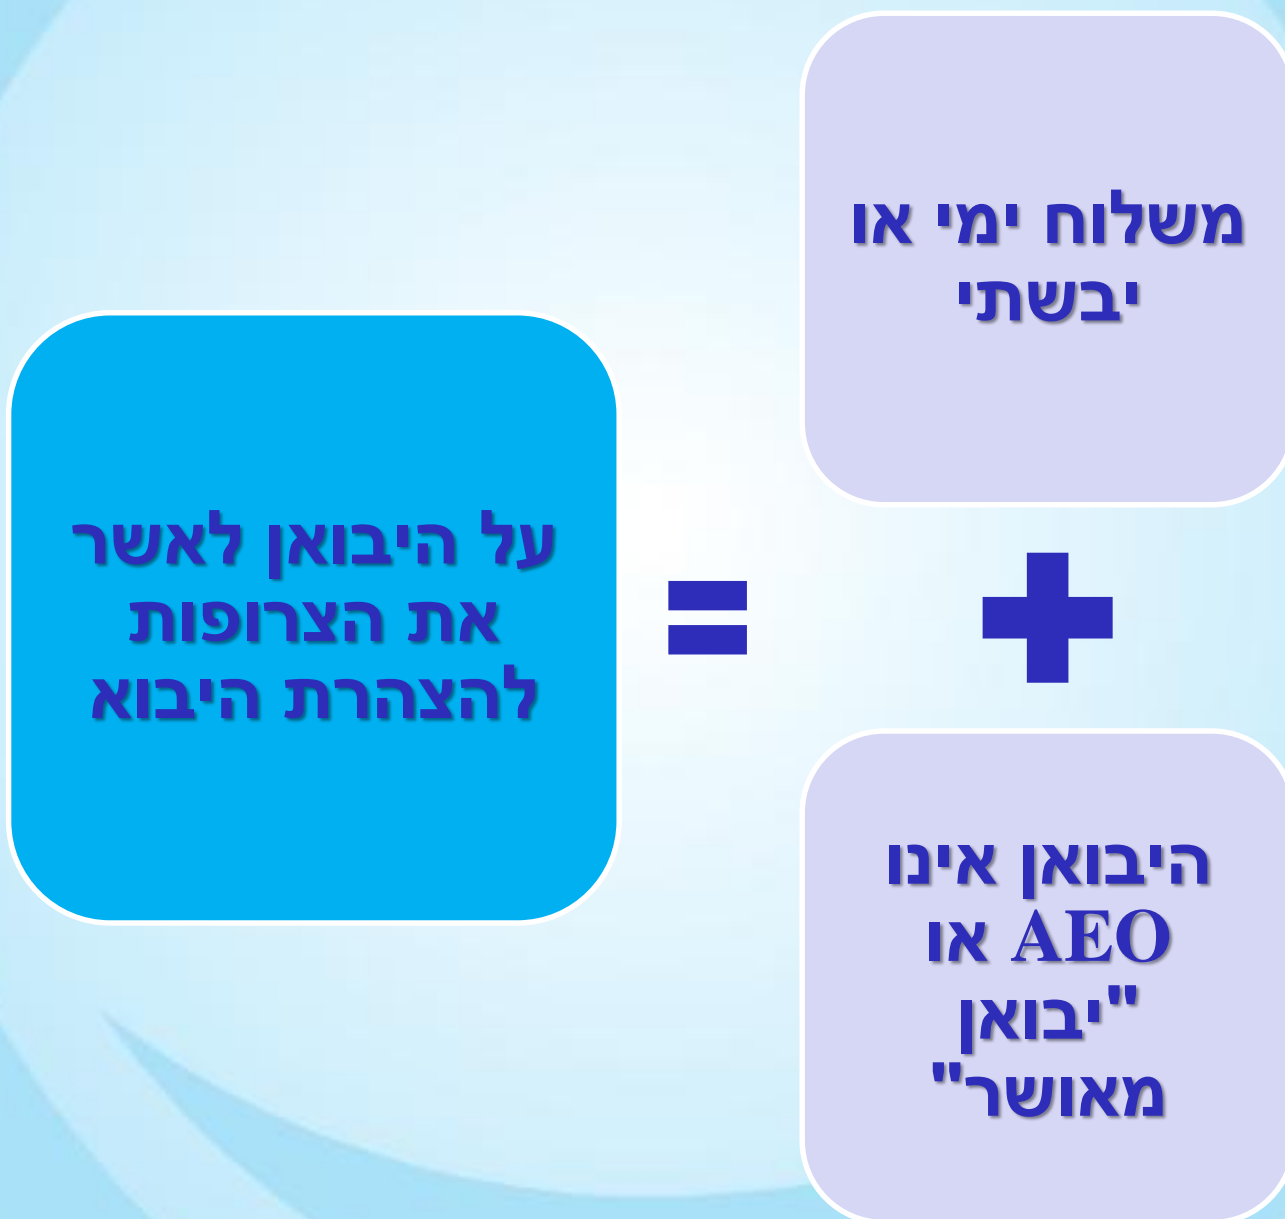 משלוח ימי או
יבשתי
+
היבואן אינו
AEO או
"יבואן
מאושר"
=
על היבואן לאשר
את הצרופות
להצהרת היבוא